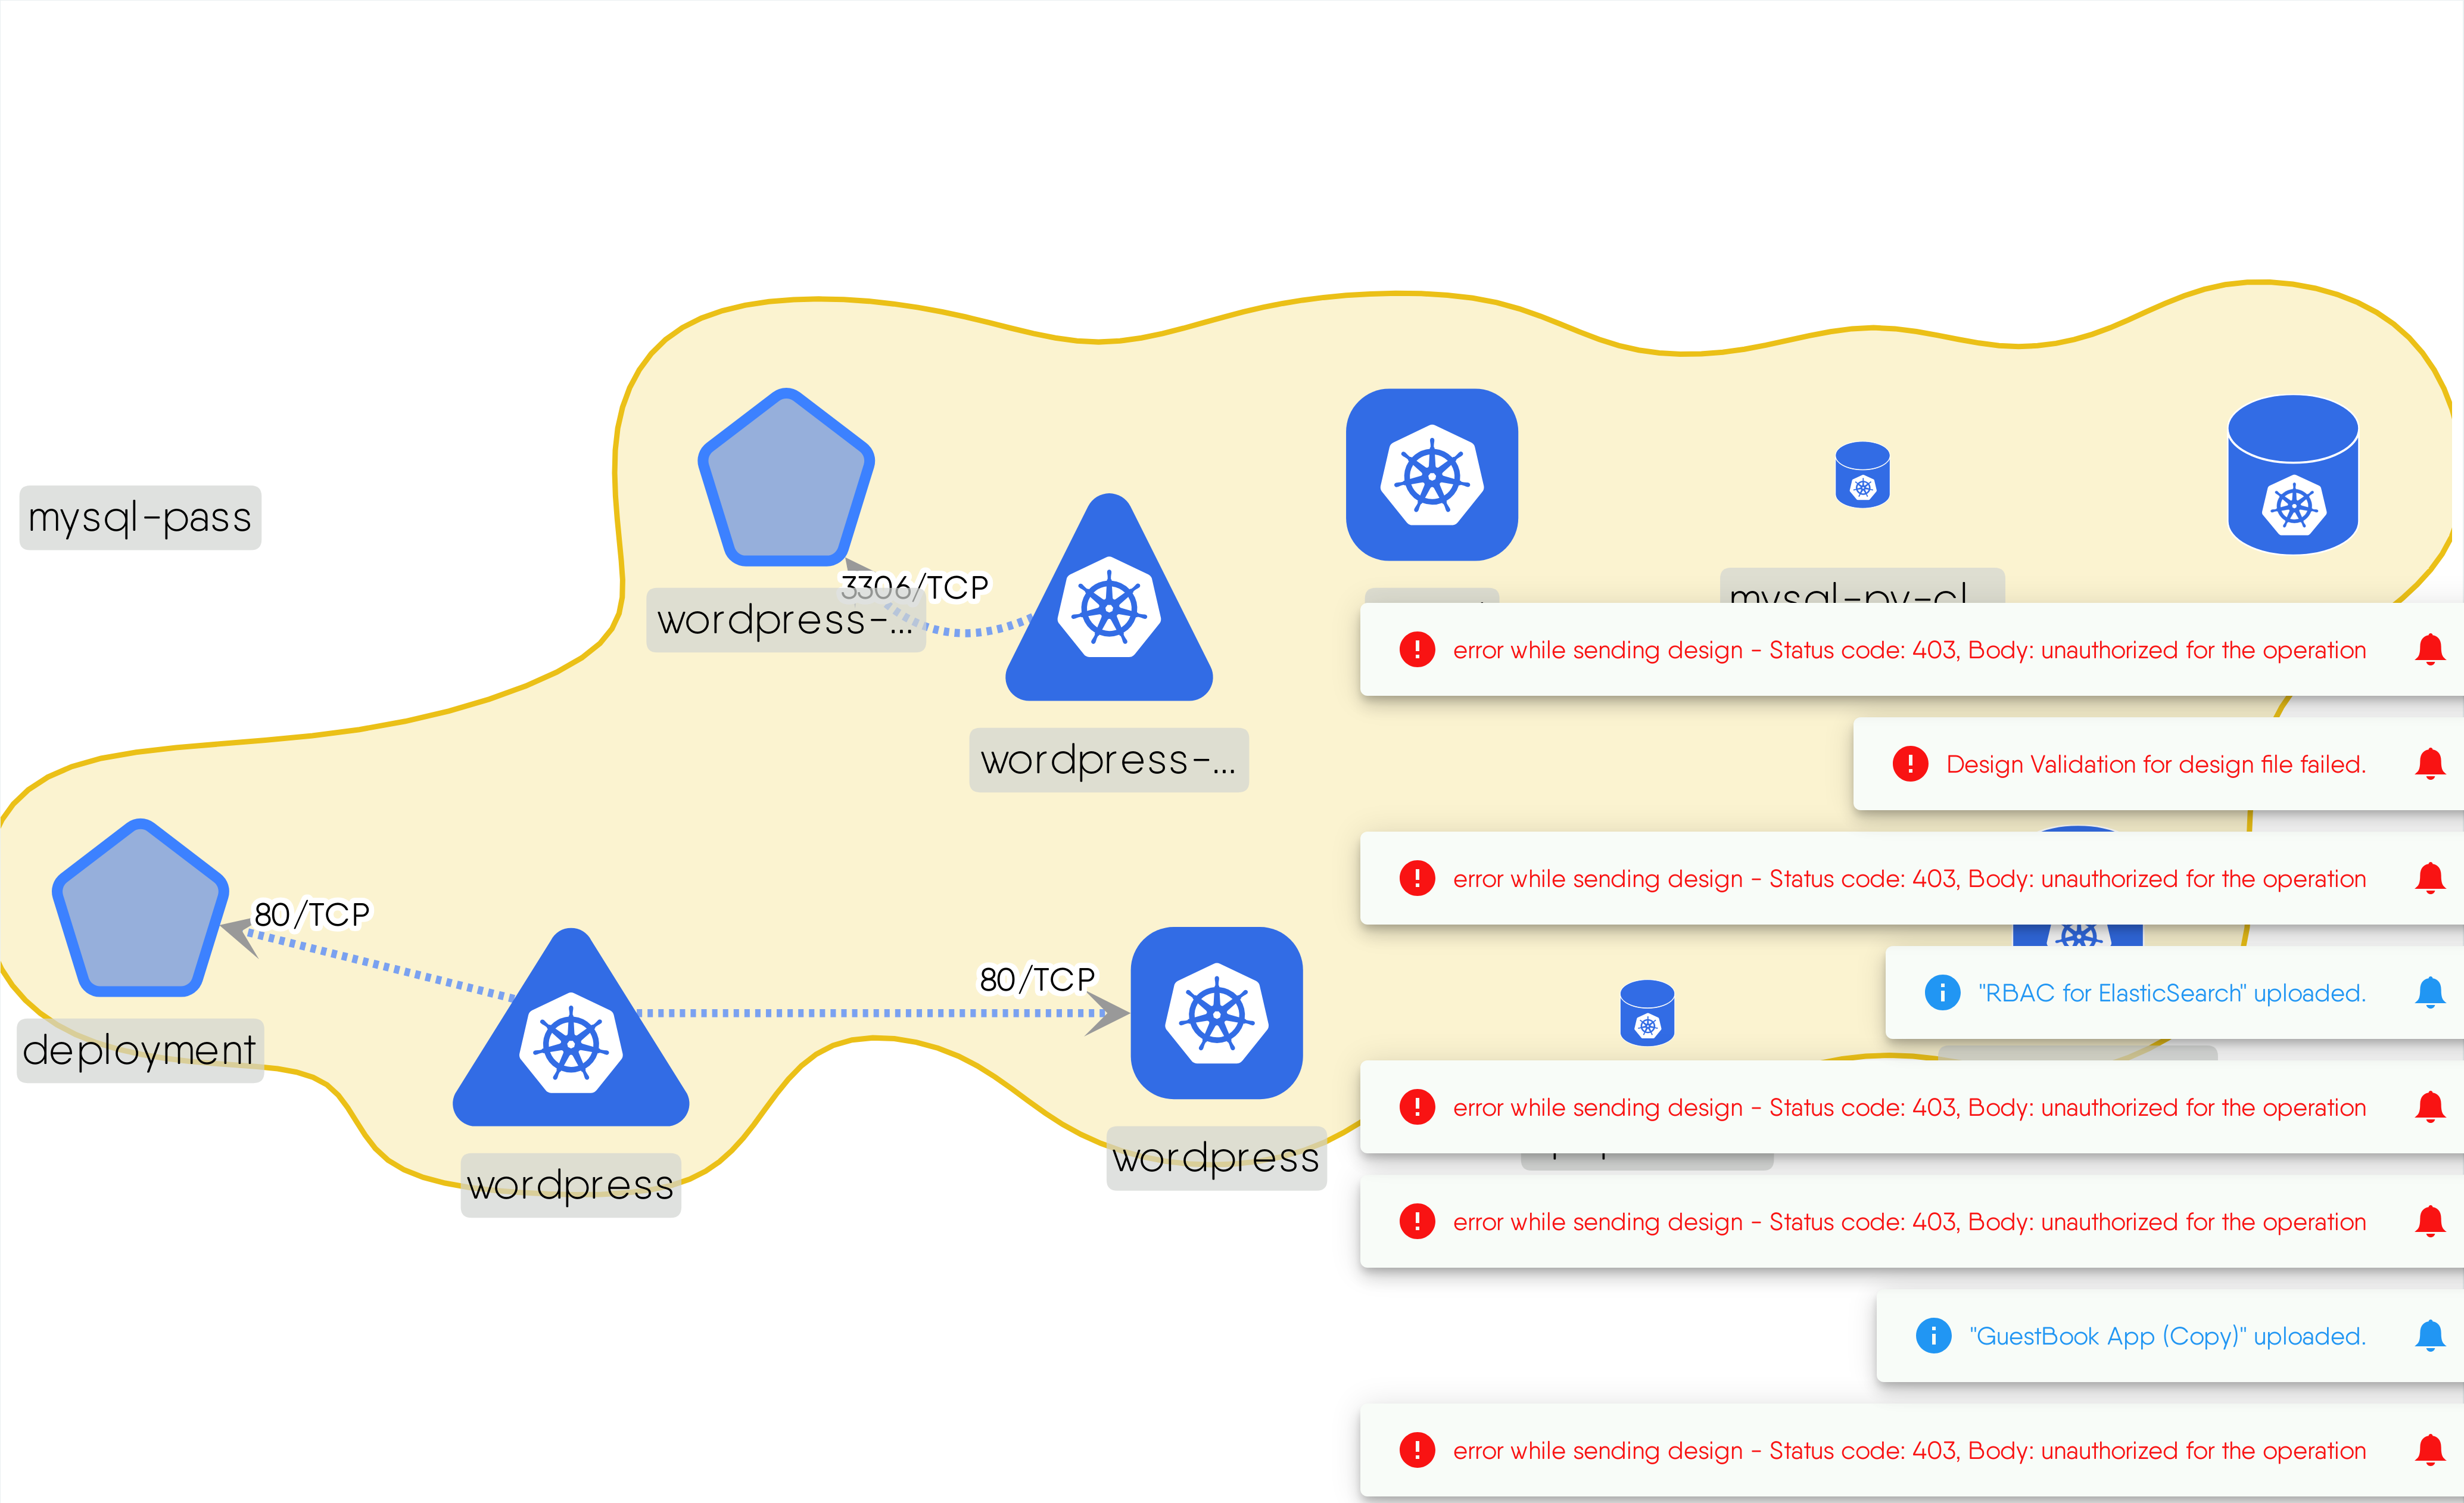 mysql-pass
3306/TCP
wordpress-...
mysql-pv-cl...
wordpress-...
80/TCP
deployment
80/TCP
wordpress
wordpress
error while sending design - Status code: 403, Body: unauthorized for the operation
Design Validation for design file failed.
error while sending design - Status code: 403, Body: unauthorized for the operation
"RBAC for ElasticSearch" uploaded.
error while sending design - Status code: 403, Body: unauthorized for the operation
error while sending design - Status code: 403, Body: unauthorized for the operation
"GuestBook App (Copy)" uploaded.
error while sending design - Status code: 403, Body: unauthorized for the operation